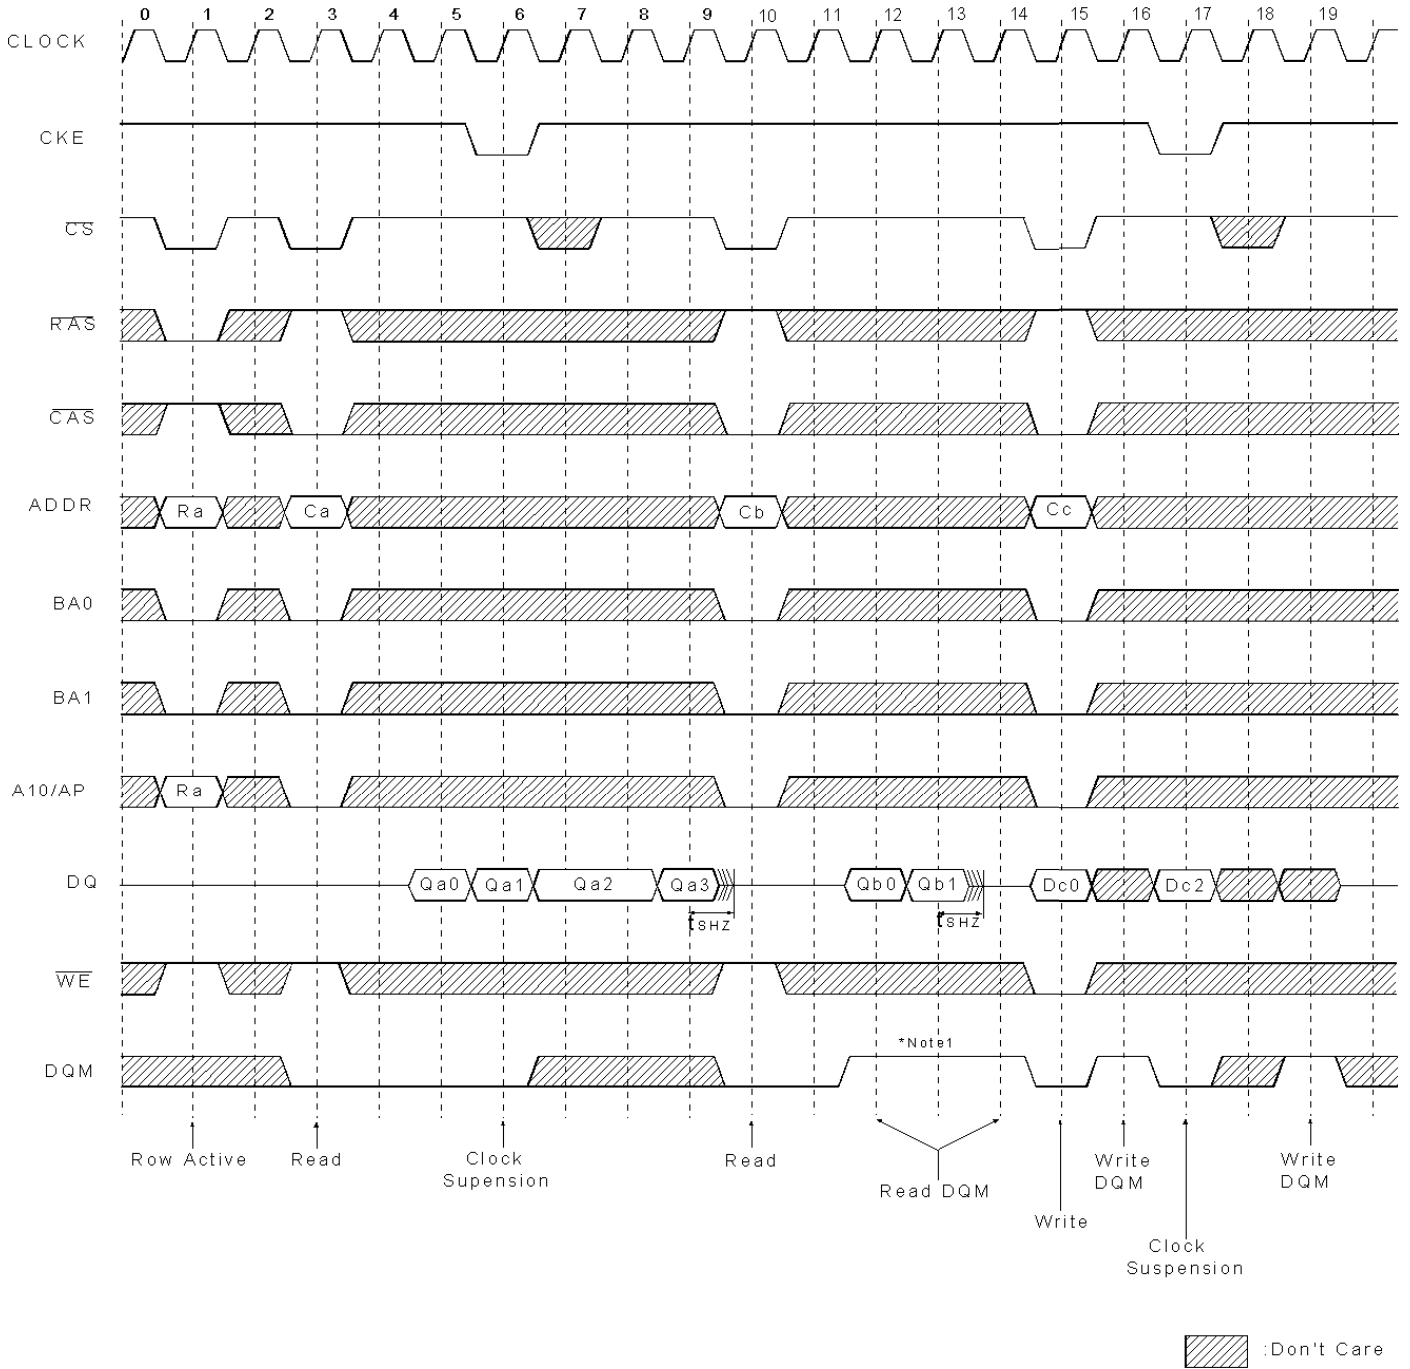 0 1 2 3 4 5 6 7 8 9 10 11 12 13 14 15 16 17 18 19
CLOCK
CKE
CS
RAS
CAS
ADDR Ra Ca Cb Cc
BA0
BA1
A10/AP Ra
DQ Qa0 Qa1 Qa2 Qa3 Qb0 Qb1 Dc0 Dc2
tSHZ tSHZ
WE
*Note1
DQM
Row Active Read Clock Read Write Write
Supension DQM DQM
Read DQM
Write
Clock
Suspension
:Don't Care